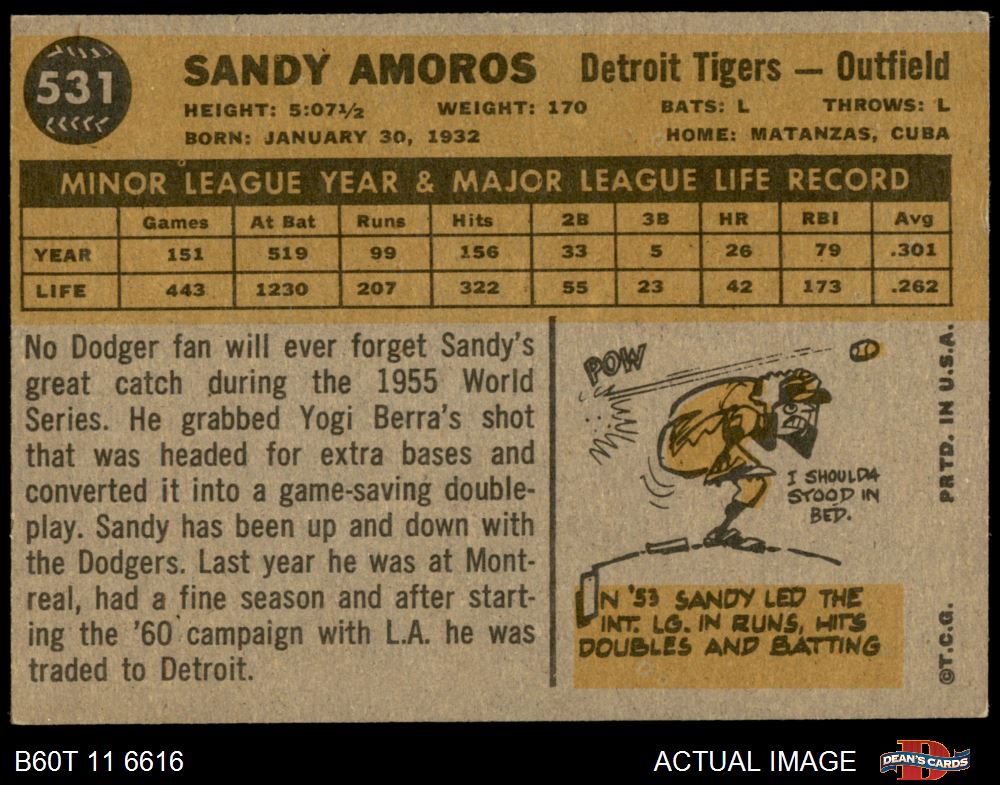 531
SANDY AMOROS Detroit Tigers — Outfield
HEIGHT: 5:07½ WEIGHT: 170 BATS: L THROWS: L
BORN: JANUARY 30, 1932 HOME: MATANZAS, CUBA
MINOR LEAGUE YEAR & MAJOR LEAGUE LIFE RECORD
Games At Bat Runs Hits 2B 3B HR RBI Avg
YEAR 151 519 99 156 33 5 26 79 .301
LIFE 443 1230 207 322 55 23 42 173 .262
No Dodger fan will ever forget Sandy's
great catch during the 1955 World
Series. He grabbed Yogi Berra's shot
that was headed for extra bases and
converted it into a game-saving double-
play. Sandy has been up and down with
the Dodgers. Last year he was at Mont-
real, had a fine season and after start-
ing the '60 campaign with L.A. he was
traded to Detroit.
POW
I SHOULDA
STOOD IN
BED.
IN '53 SANDY LED THE
INT. LG. IN RUNS, HITS
DOUBLES AND BATTING
PRTD. IN U.S.A.
©T.C.G.
B60T 11 6616
ACTUAL IMAGE
D
DEAN'S CARDS